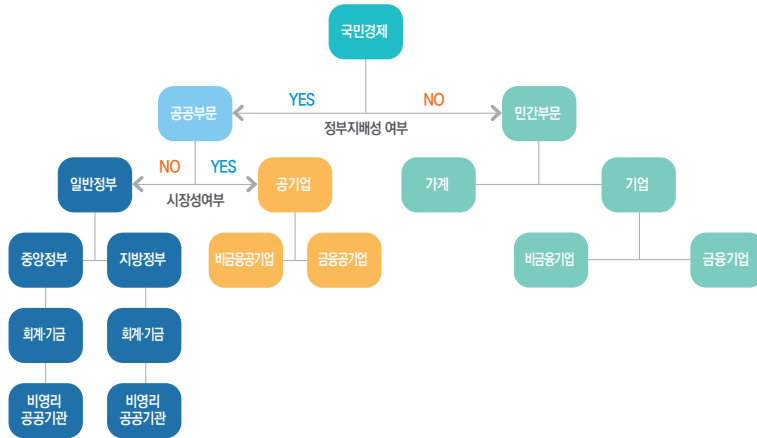 국민경제
YES
NO
공공부문
민간부문
정부지배성 여부
NO
YES
일반정부
공기업
가계
기업
시장성여부
중앙정부
지방정부
비금융공기업
금융공기업
비금융기업
금융기업
회계·기금
회계·기금
비영리
공공기관
비영리
공공기관